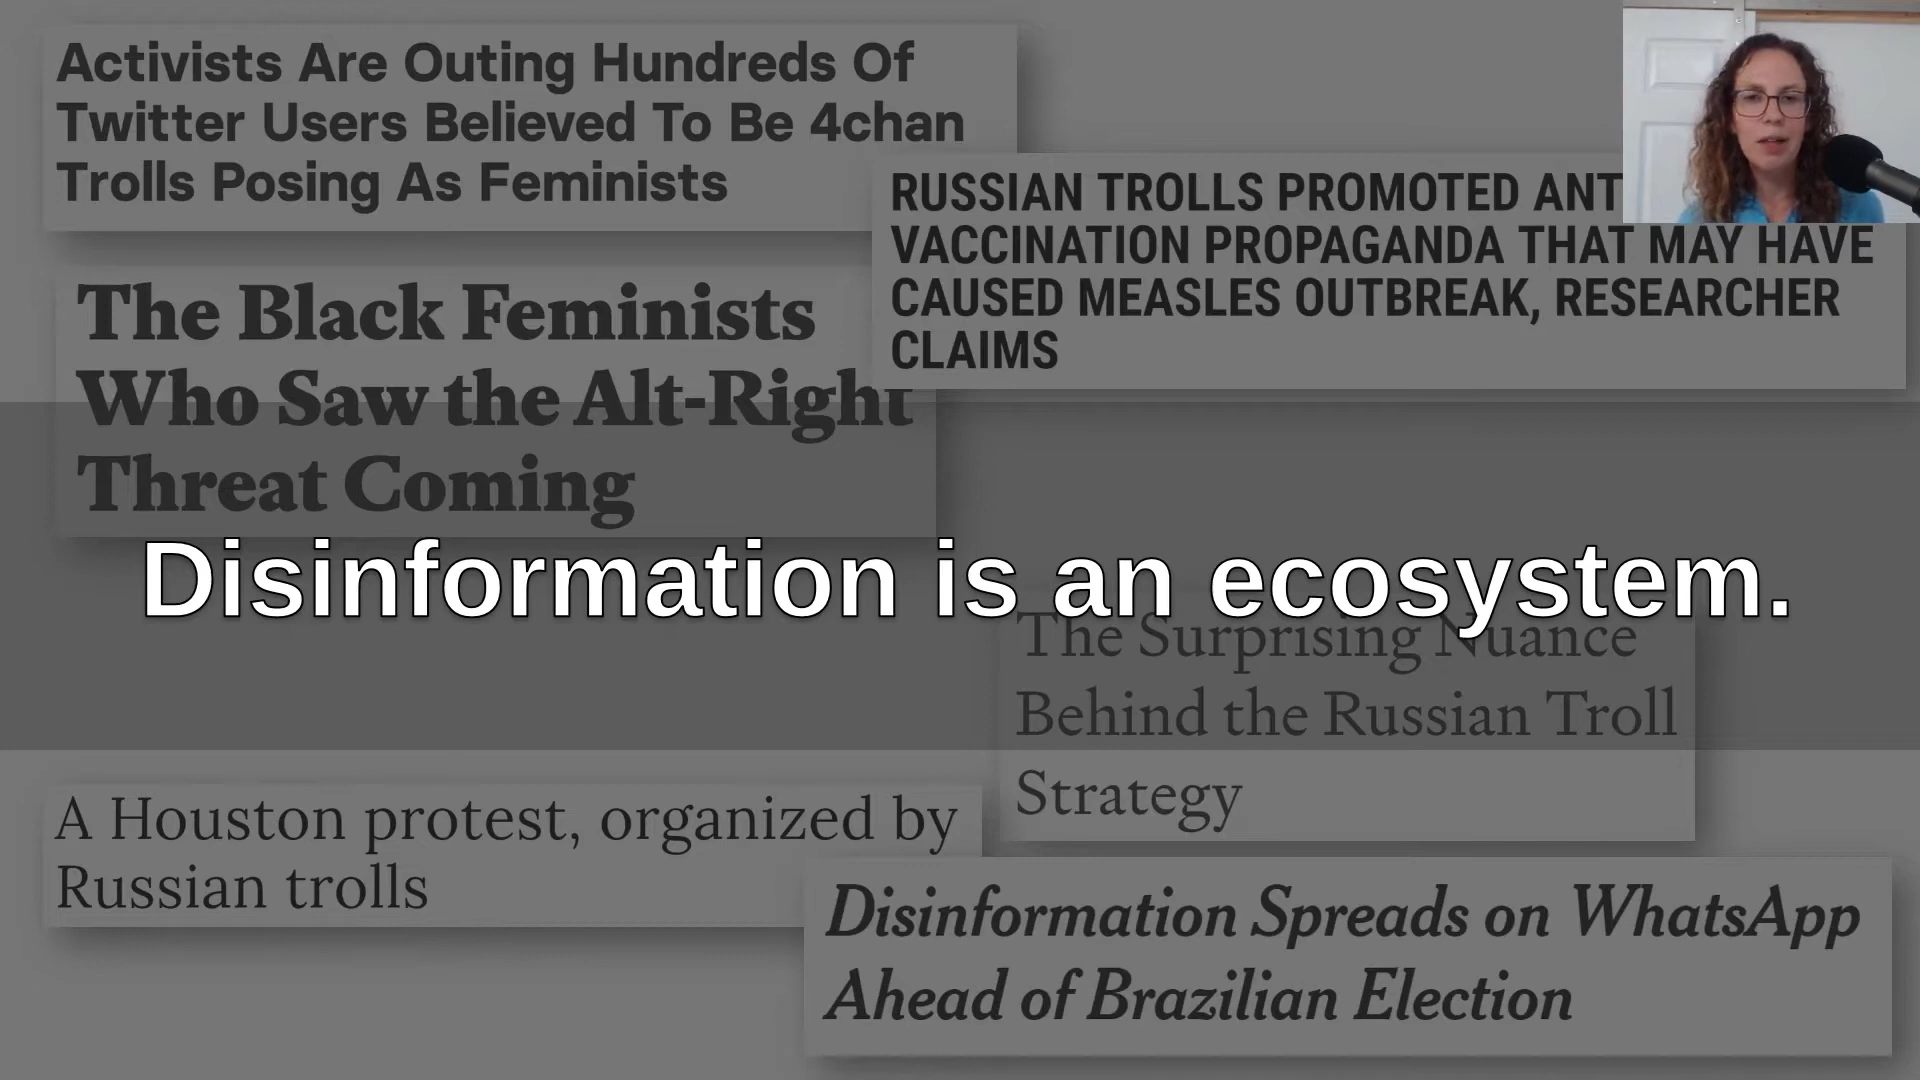 Activists Are Outing Hundreds Of
Twitter Users Believed To Be 4chan
Trolls Posing As Feminists
RUSSIAN TROLLS PROMOTED ANT
VACCINATION PROPAGANDA THAT MAY HAVE
CAUSED MEASLES OUTBREAK, RESEARCHER
CLAIMS
The Black Feminists
Who Saw the Alt-Right
Threat Coming
Disinformation is an ecosystem.
The Surprising Nuance
Behind the Russian Troll
Strategy
A Houston protest, organized by
Russian trolls
Disinformation Spreads on WhatsApp
Ahead of Brazilian Election